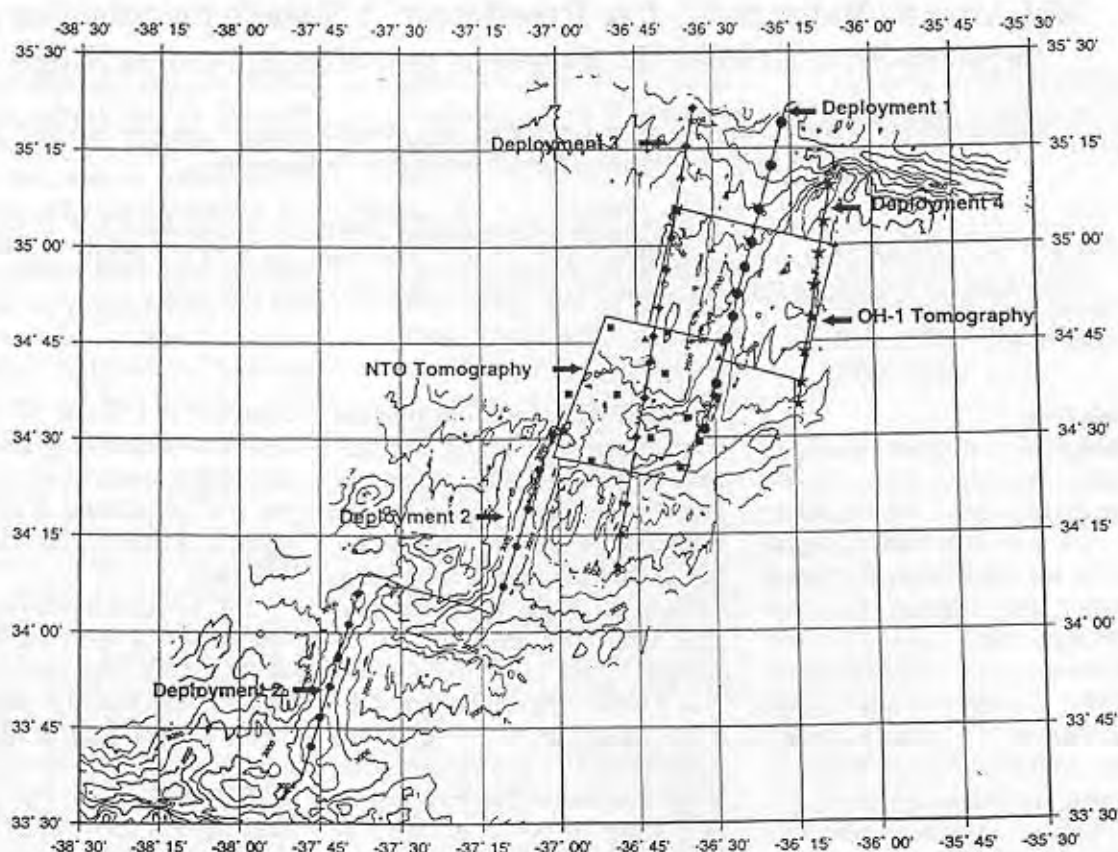 -38° 30' -38° 15' -38° 00' -37° 45' -37° 30' -37° 15' -37° 00' -36° 45' -36° 30' -36° 15' -36° 00' -35° 45' -35° 30'
35° 30' 35° 30'
Deployment 1
35° 15' Deployment 3 35° 15'
Deployment 4
35° 00' 35° 00'
OH-1 Tomography
34° 45' 34° 45'
NTO Tomography
34° 30' 34° 30'
Deployment 2
34° 15' 34° 15'
34° 00' 34° 00'
Deployment 2
33° 45' 33° 45'
33° 30' 33° 30'
-38° 30' -38° 15' -38° 00' -37° 45' -37° 30' -37° 15' -37° 00' -36° 45' -36° 30' -36° 15' -36° 00' -35° 45' -35° 30'